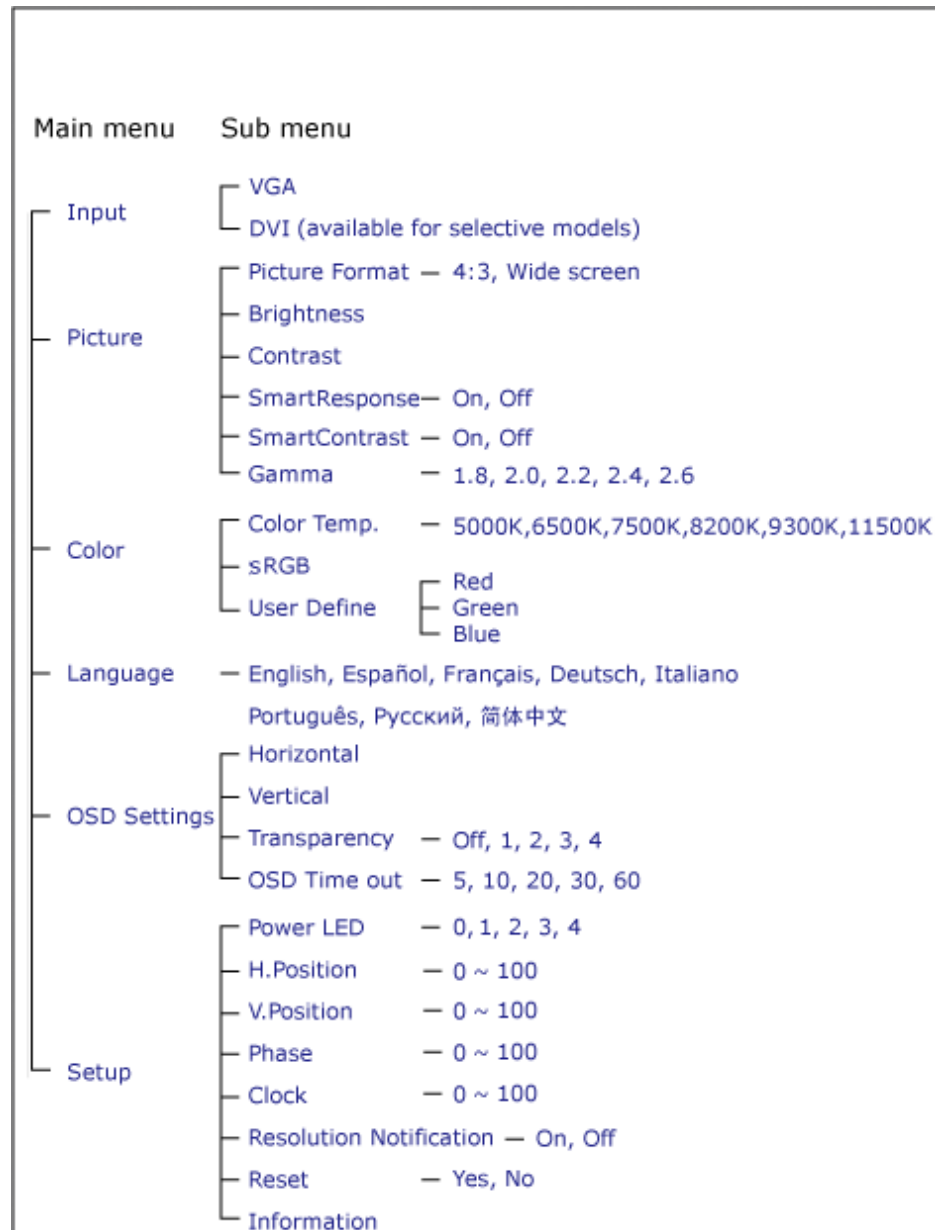 Main menu Sub menu
VGA
Input
DVI (available for selective models)
Picture Format — 4:3, Wide screen
Brightness
Picture
Contrast
SmartResponse — On, Off
SmartContrast — On, Off
Gamma — 1.8, 2.0, 2.2, 2.4, 2.6
Color Temp. — 5000K,6500K,7500K,8200K,9300K,11500K
Color
sRGB
Red
User Define Green
Blue
Language — English, Español, Français, Deutsch, Italiano
Português, Русский, 简体中文
Horizontal
Vertical
OSD Settings
Transparency — Off, 1, 2, 3, 4
OSD Time out — 5, 10, 20, 30, 60
Power LED — 0, 1, 2, 3, 4
H.Position — 0 ~ 100
V.Position — 0 ~ 100
Phase — 0 ~ 100
Setup
Clock — 0 ~ 100
Resolution Notification — On, Off
Reset — Yes, No
Information